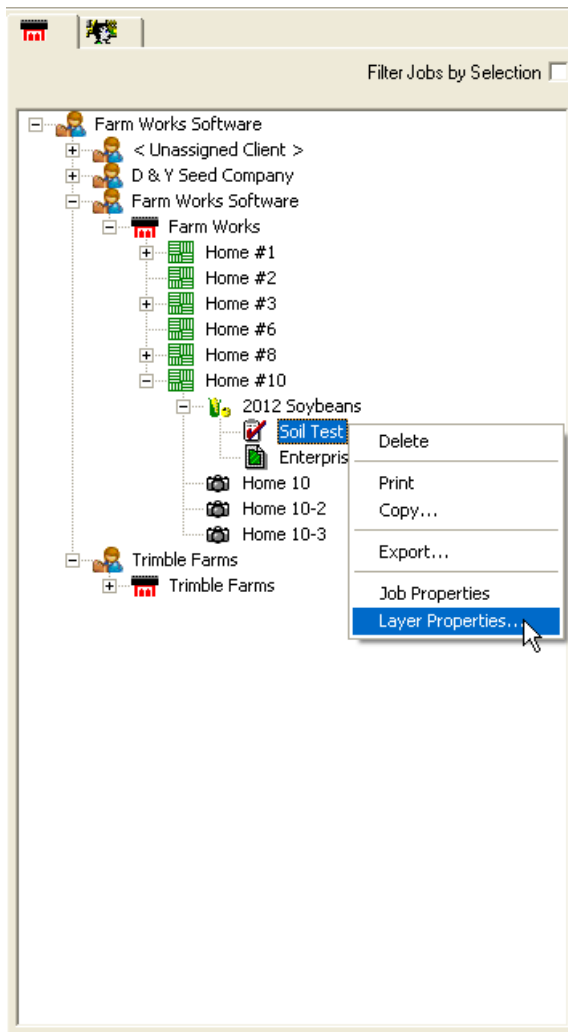 Filter Jobs by Selection
Farm Works Software
< Unassigned Client >
D & Y Seed Company
Farm Works Software
Farm Works
Home #1
Home #2
Home #3
Home #6
Home #8
Home #10
2012 Soybeans
Soil Test
Enterpris
Home 10
Home 10-2
Home 10-3
Trimble Farms
Trimble Farms
Delete
Print
Copy...
Export...
Job Properties
Layer Properties...